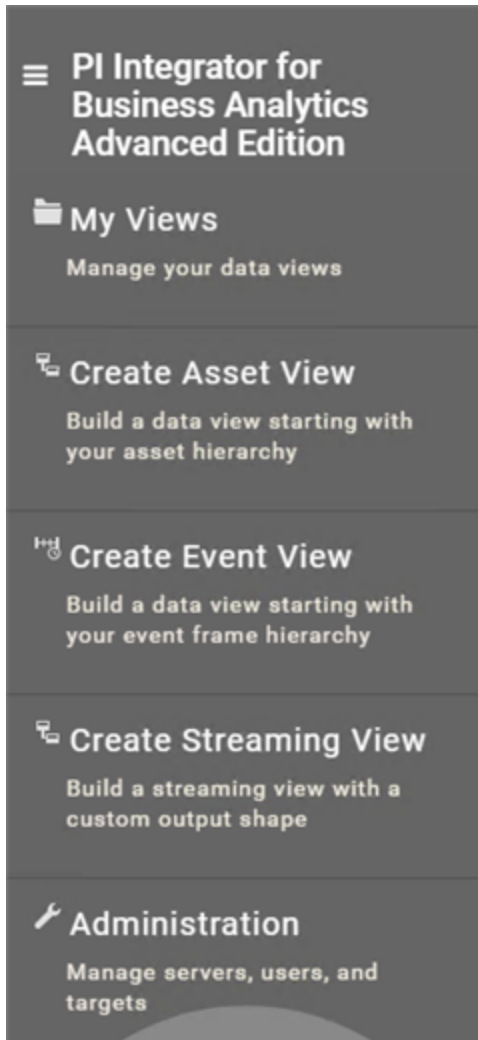 PI Integrator for
Business Analytics
Advanced Edition
My Views
Manage your data views
Create Asset View
Build a data view starting with
your asset hierarchy
Create Event View
Build a data view starting with
your event frame hierarchy
Create Streaming View
Build a streaming view with a
custom output shape
Administration
Manage servers, users, and
targets